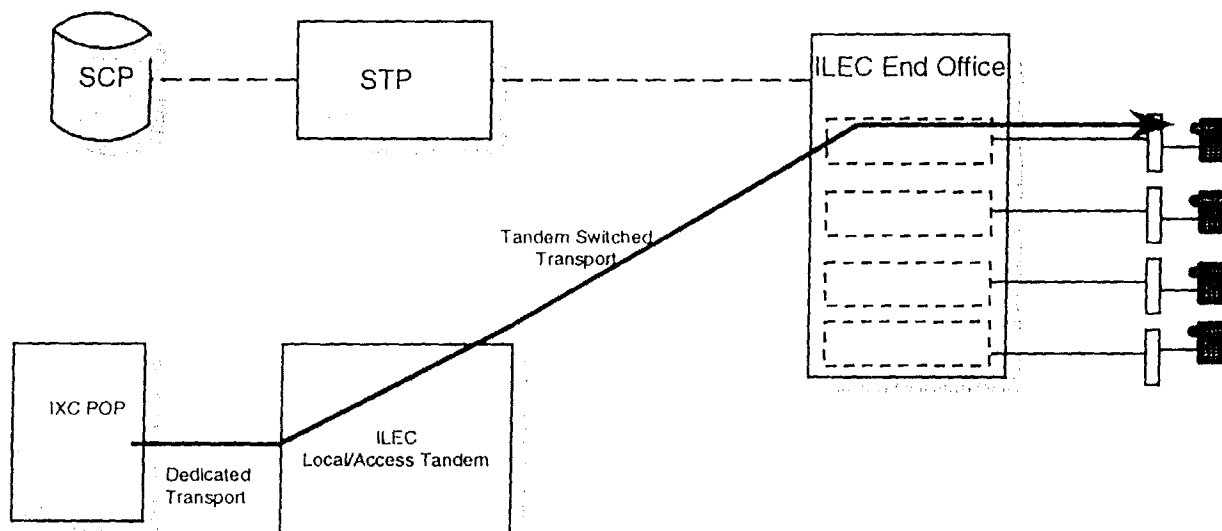 SCP
STP
ILEC End Office
Tandem Switched
Transport
IXC POP
ILEC
Local/Access Tandem
Dedicated
Transport